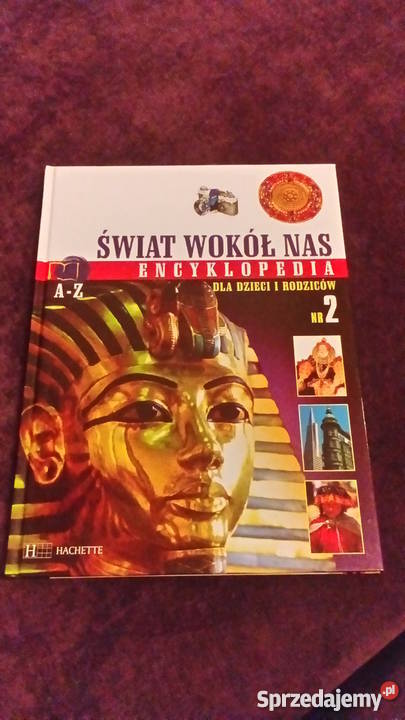 ŚWIAT WOKÓŁ NAS
ENCYKLOPEDIA
A-Z
DLA DZIECI I RODZICÓW
NR 2
H HACHETTE
Sprzedajemy.pl